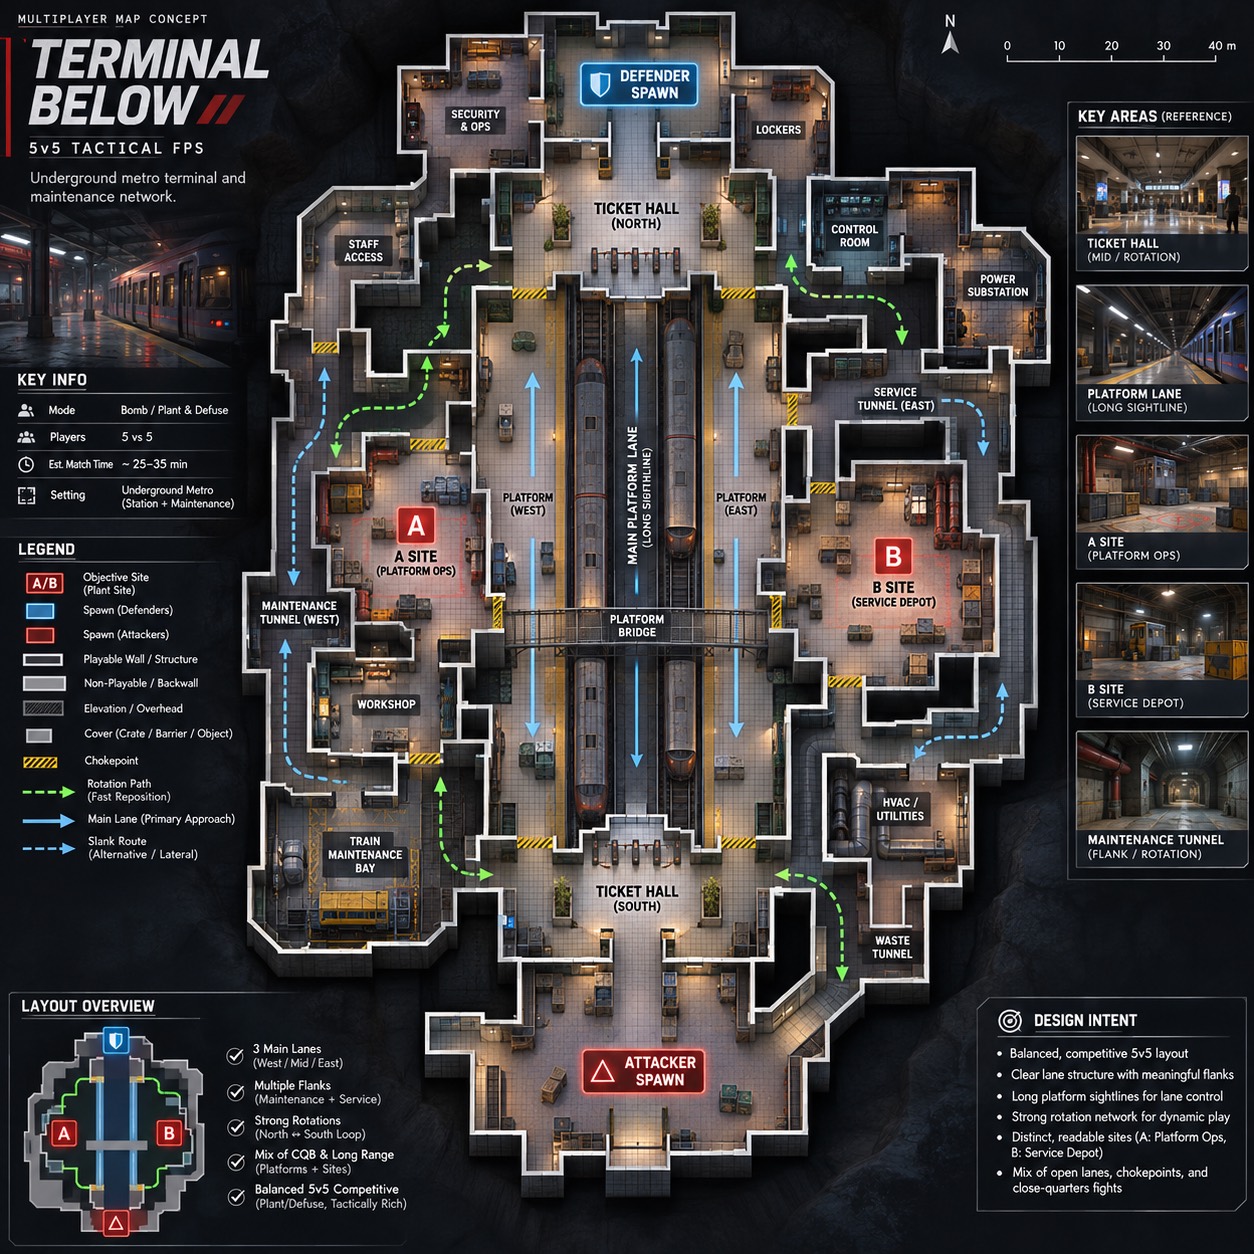 MULTIPLAYER MAP CONCEPT
TERMINAL
BELOW
5v5 TACTICAL FPS
Underground metro terminal and
maintenance network.
KEY INFO
Mode Bomb / Plant & Defuse
Players 5 vs 5
Est. Match Time ~ 25–35 min
Setting Underground Metro
(Station + Maintenance)
LEGEND
A/B Objective Site
(Plant Site)
Spawn (Defenders)
Spawn (Attackers)
Playable Wall / Structure
Non-Playable / Backwall
Elevation / Overhead
Cover (Crate / Barrier / Object)
Chokepoint
Rotation Path
(Fast Reposition)
Main Lane (Primary Approach)
Slank Route
(Alternative / Lateral)
DEFENDER
SPAWN
SECURITY
& OPS
LOCKERS
TICKET HALL
(NORTH)
STAFF
ACCESS
CONTROL
ROOM
POWER
SUBSTATION
SERVICE
TUNNEL (EAST)
PLATFORM
(WEST)
MAIN PLATFORM LANE
(LONG SIGITHLINE)
PLATFORM
(EAST)
A
A SITE
(PLATFORM OPS)
B
B SITE
(SERVICE DEPOT)
MAINTENANCE
TUNNEL (WEST)
PLATFORM
BRIDGE
WORKSHOP
TRAIN
MAINTENANCE
BAY
HVAC /
UTILITIES
TICKET HALL
(SOUTH)
WASTE
TUNNEL
ATTACKER
SPAWN
N
0 10 20 30 40 m
KEY AREAS (REFERENCE)
TICKET HALL
(MID / ROTATION)
PLATFORM LANE
(LONG SIGHTLINE)
A SITE
(PLATFORM OPS)
B SITE
(SERVICE DEPOT)
MAINTENANCE TUNNEL
(FLANK / ROTATION)
LAYOUT OVERVIEW
A
B
3 Main Lanes
(West / Mid / East)
Multiple Flanks
(Maintenance + Service)
Strong Rotations
(North ↔ South Loop)
Mix of CQB & Long Range
(Platforms + Sites)
Balanced 5v5 Competitive
(Plant/Defuse, Tactically Rich)
DESIGN INTENT
• Balanced, competitive 5v5 layout
• Clear lane structure with meaningful flanks
• Long platform sightlines for lane control
• Strong rotation network for dynamic play
• Distinct, readable sites (A: Platform Ops,
B: Service Depot)
• Mix of open lanes, chokepoints, and
close-quarters fights